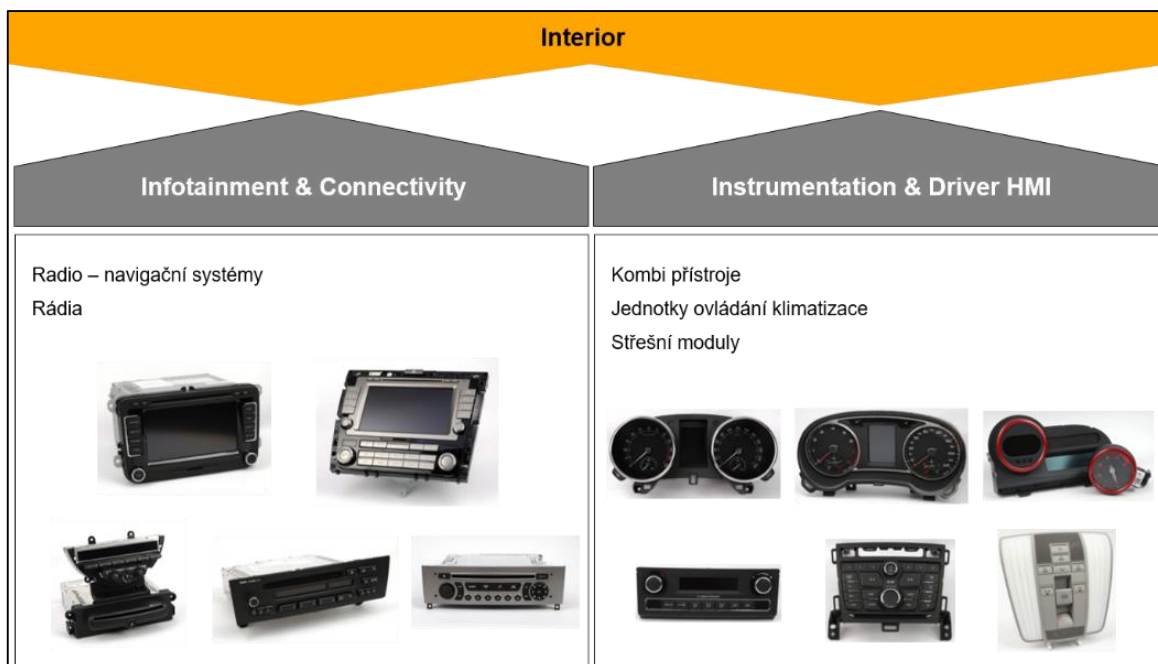 Interior
Infotainment & Connectivity
Instrumentation & Driver HMI
Radio – navigační systémy
Rádia
Kombi přístroje
Jednotky ovládání klimatizace
Střešní moduly